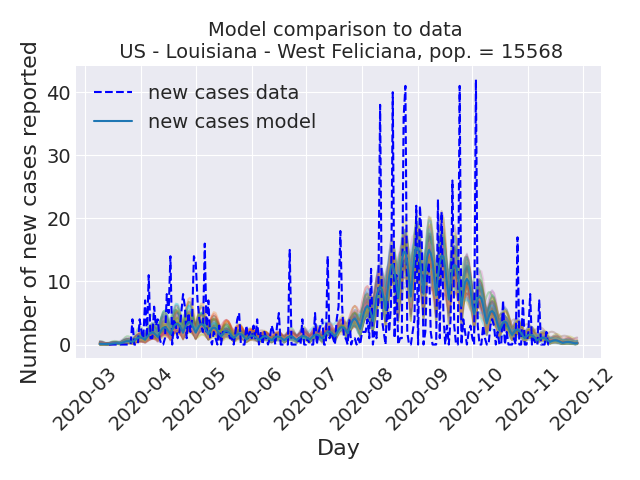 Model comparison to data
US - Louisiana - West Feliciana, pop. = 15568
Number of new cases reported
40
30
20
10
0
new cases data
new cases model
2020-03
2020-04
2020-05
2020-06
2020-07
2020-08
2020-09
2020-10
2020-11
2020-12
Day